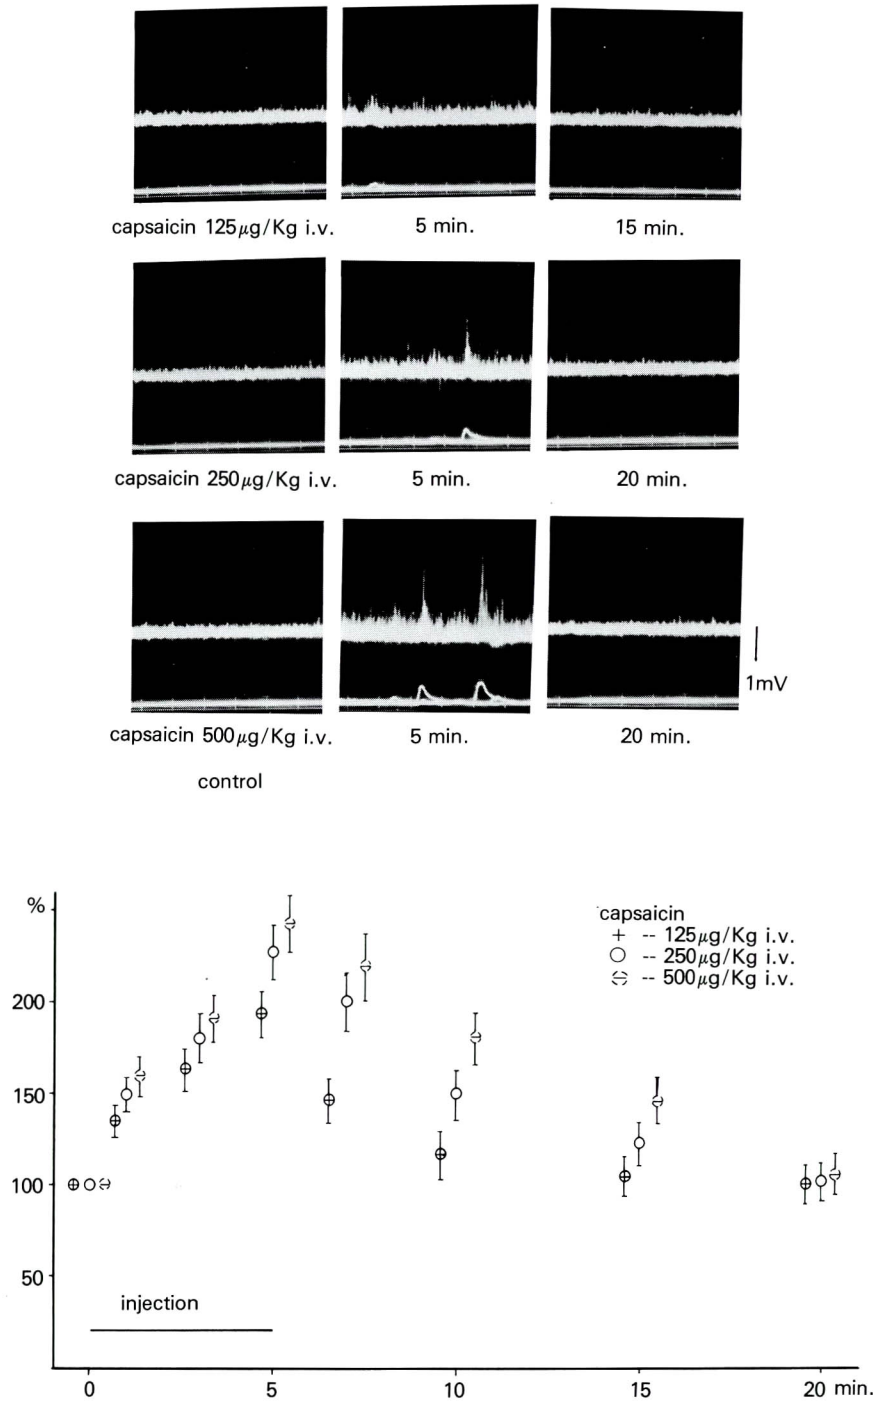 capsaicin 125μg/Kg i.v. 5 min. 15 min.
capsaicin 250μg/Kg i.v. 5 min. 20 min.
1mV
capsaicin 500μg/Kg i.v. 5 min. 20 min.
control
%
capsaicin
+ -- 125μg/Kg i.v.
○ -- 250μg/Kg i.v.
-- 500μg/Kg i.v.
200
150
100
50
injection
0 5 10 15 20 min.